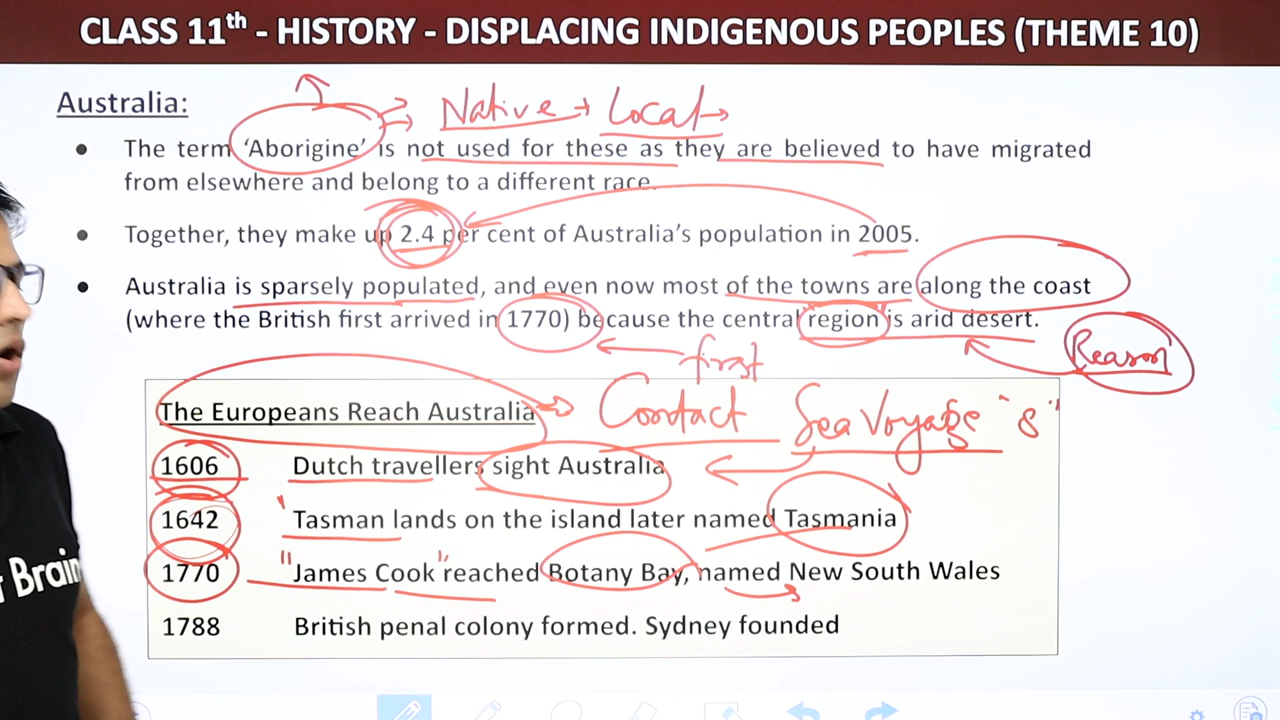 CLASS 11th - HISTORY - DISPLACING INDIGENOUS PEOPLES (THEME 10)
Australia:
Native Local
• The term 'Aborigine' is not used for these as they are believed to have migrated
from elsewhere and belong to a different race.
• Together, they make up 2.4 per cent of Australia's population in 2005.
• Australia is sparsely populated, and even now most of the towns are along the coast
(where the British first arrived in 1770) because the central region is arid desert.
first
Reason
The Europeans Reach Australia
Contact Sea Voyage "8"
1606 Dutch travellers sight Australia
1642 Tasman lands on the island later named Tasmania
1770 "James Cook" reached Botany Bay, named New South Wales
1788 British penal colony formed. Sydney founded
Brain